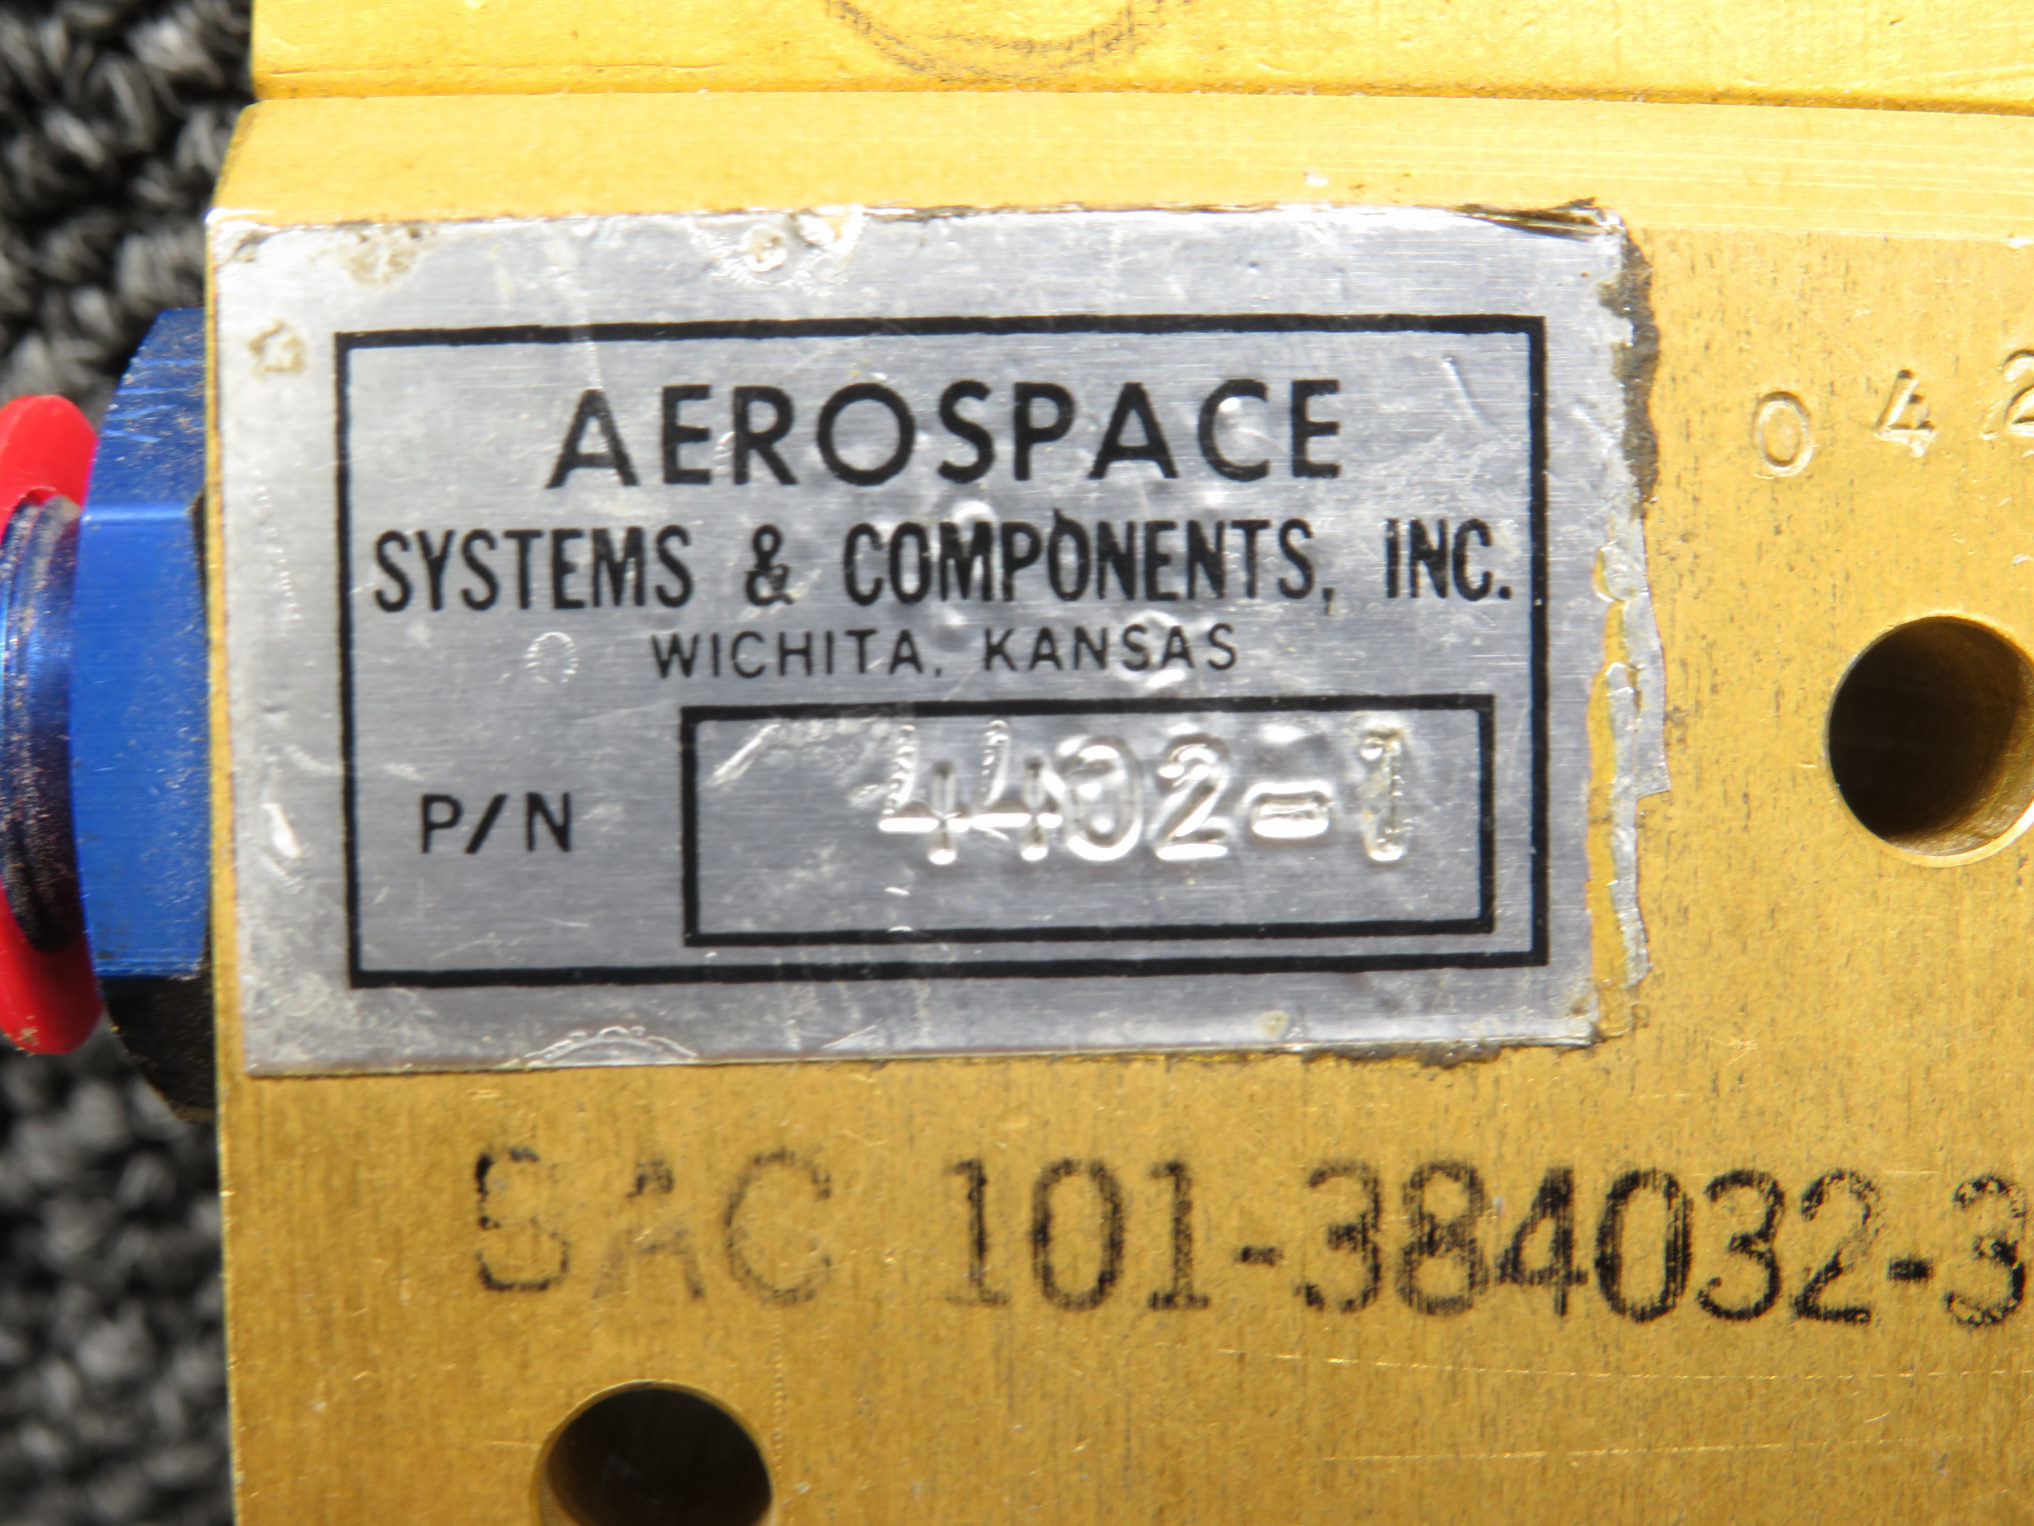 AEROSPACE
SYSTEMS & COMPONENTS, INC.
WICHITA, KANSAS
P/N 4402-1
042
SAC 101-384032-3